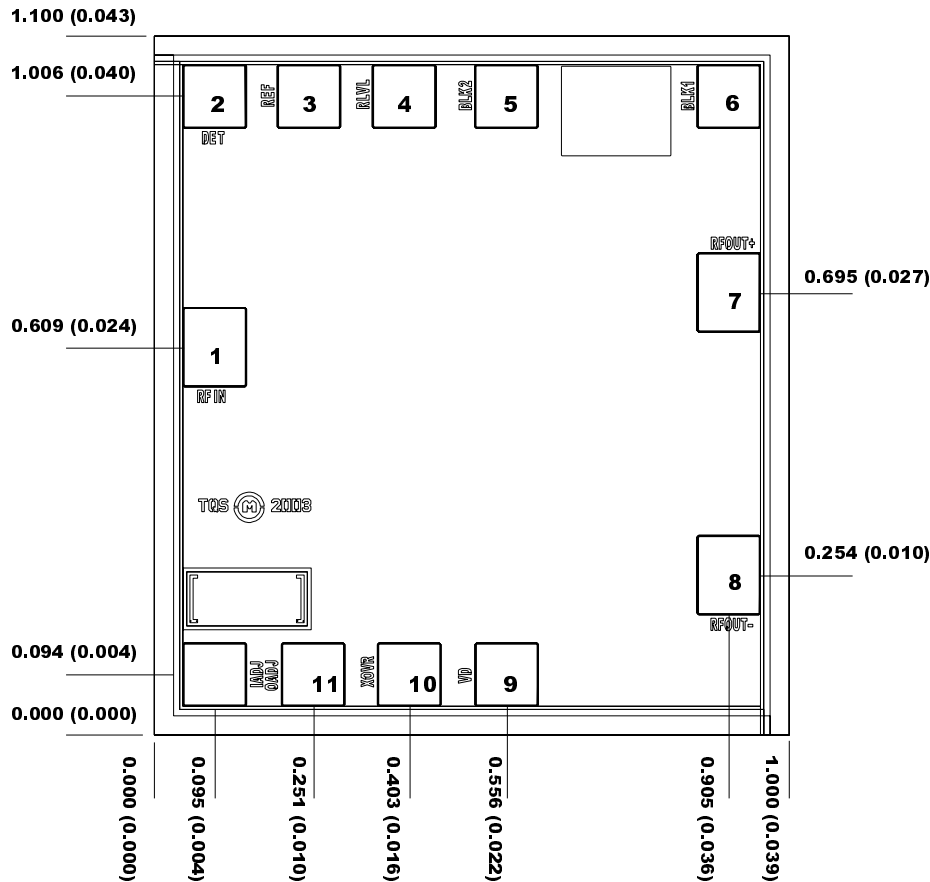 1.100 (0.043)
1.006 (0.040)
2
REF
3
RLVL
4
BLK2
5
BLK1
6
DET
RFOUT+
0.695 (0.027)
7
0.609 (0.024)
1
RF IN
TQS M 2003
0.254 (0.010)
8
RFOUT-
0.094 (0.004)
IADJ
QADJ
11
XOVR
10
VD
9
0.000 (0.000)
0.000 (0.000)
0.095 (0.004)
0.251 (0.010)
0.403 (0.016)
0.556 (0.022)
0.905 (0.036)
1.000 (0.039)